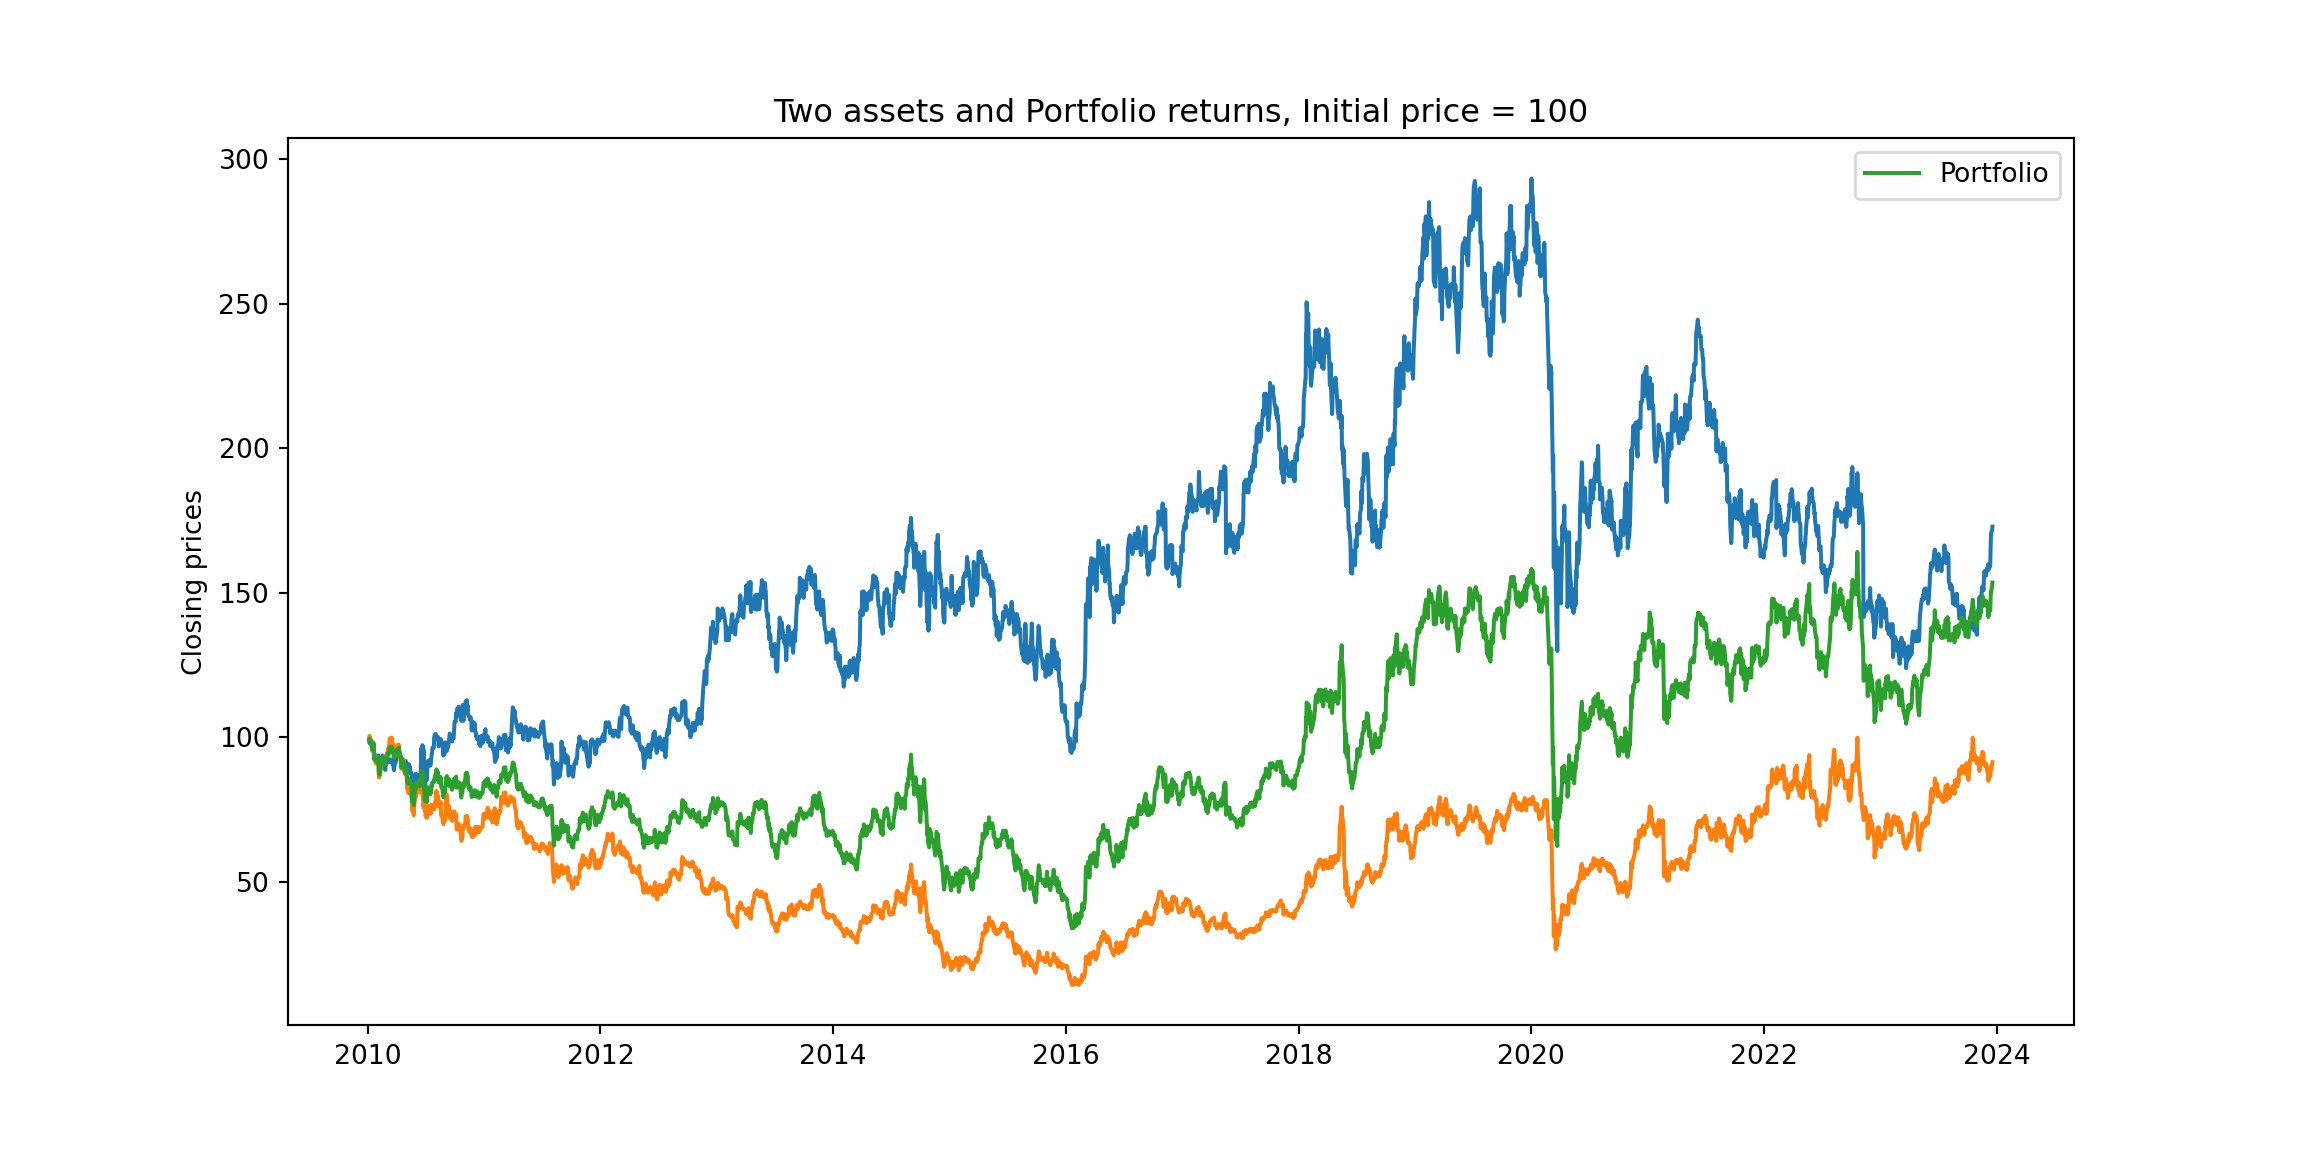 Two assets and Portfolio returns, Initial price = 100
Portfolio
Closing prices
300
250
200
150
100
50
2010 2012 2014 2016 2018 2020 2022 2024